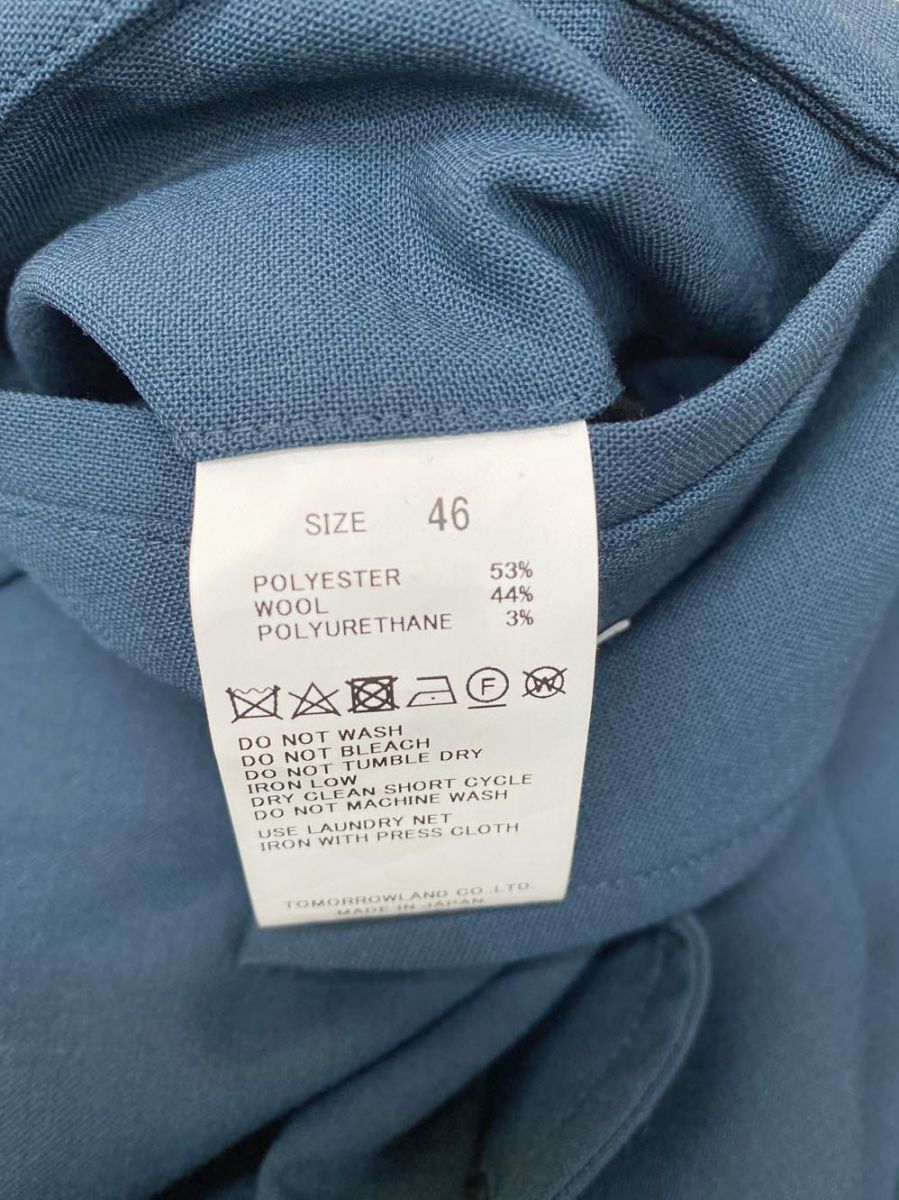 SIZE 46
POLYESTER 53%
WOOL 44%
POLYURETHANE 3%
F W
DO NOT WASH
DO NOT BLEACH
DO NOT TUMBLE DRY
IRON LOW
DRY CLEAN SHORT CYCLE
DO NOT MACHINE WASH
USE LAUNDRY NET
IRON WITH PRESS CLOTH
TOMORROWLAND CO.,LTD.
MADE IN JAPAN